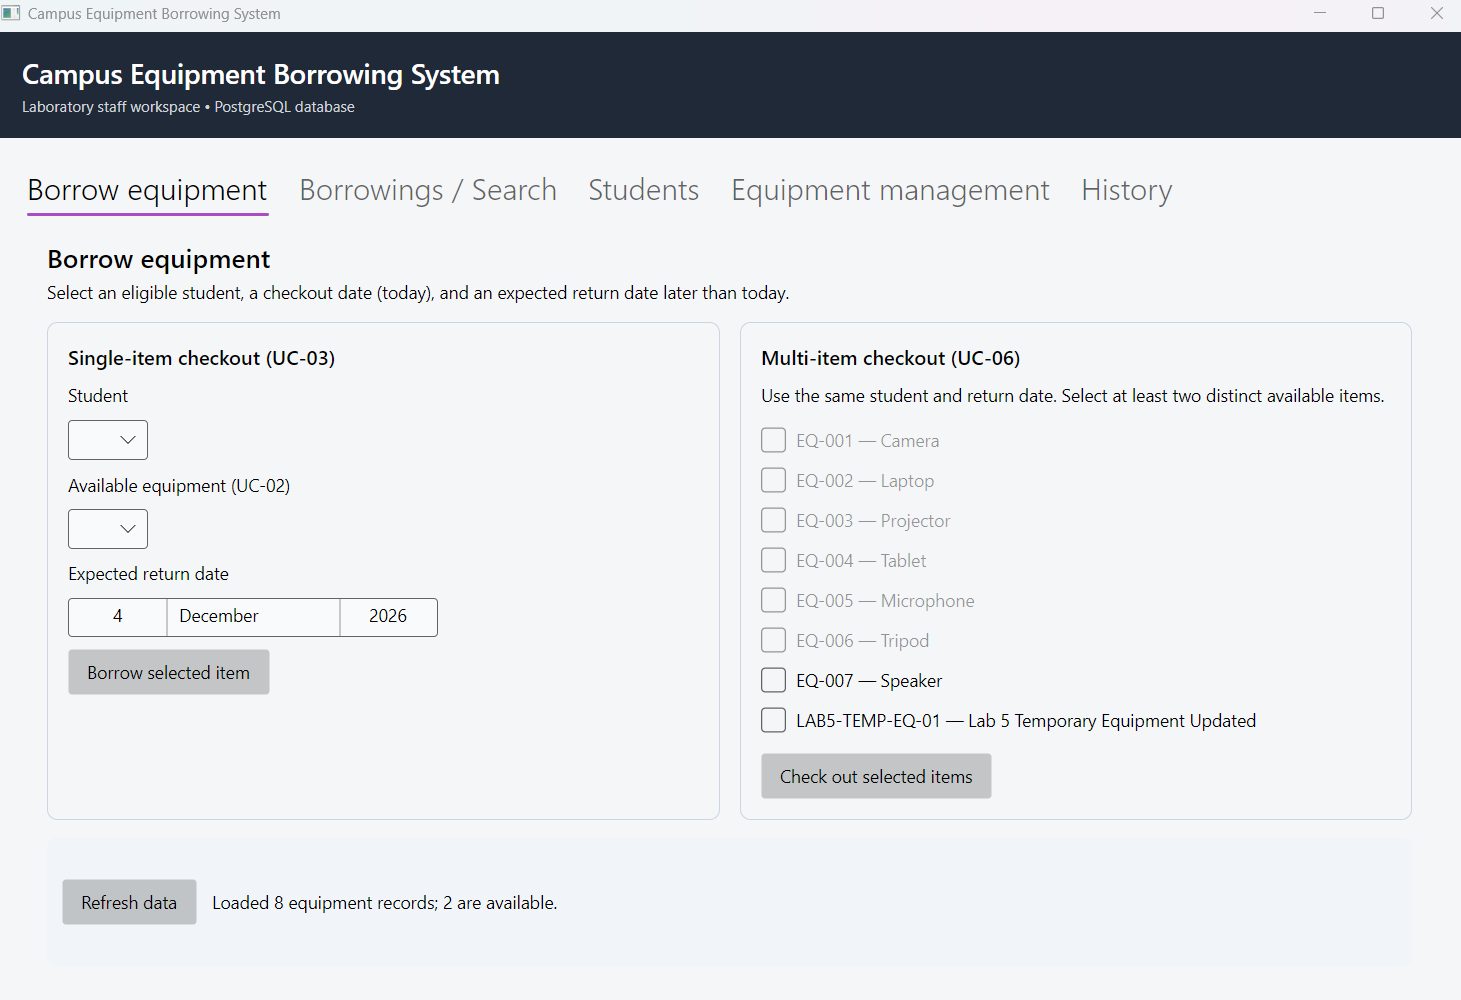 Campus Equipment Borrowing System
Campus Equipment Borrowing System
Laboratory staff workspace • PostgreSQL database
Borrow equipment
Borrowings / Search
Students
Equipment management
History
Borrow equipment
Select an eligible student, a checkout date (today), and an expected return date later than today.
Single-item checkout (UC-03)
Student
Available equipment (UC-02)
Expected return date
4 December 2026
Borrow selected item
Multi-item checkout (UC-06)
Use the same student and return date. Select at least two distinct available items.
EQ-001 — Camera
EQ-002 — Laptop
EQ-003 — Projector
EQ-004 — Tablet
EQ-005 — Microphone
EQ-006 — Tripod
EQ-007 — Speaker
LAB5-TEMP-EQ-01 — Lab 5 Temporary Equipment Updated
Check out selected items
Refresh data
Loaded 8 equipment records; 2 are available.